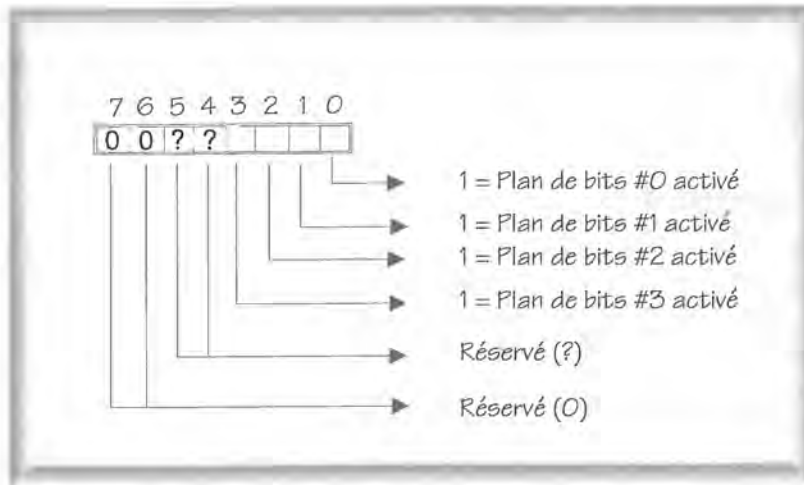 7 6 5 4 3 2 1 0
0 0 ? ?
1 = Plan de bits #0 activé
1 = Plan de bits #1 activé
1 = Plan de bits #2 activé
1 = Plan de bits #3 activé
Réservé (?)
Réservé (0)